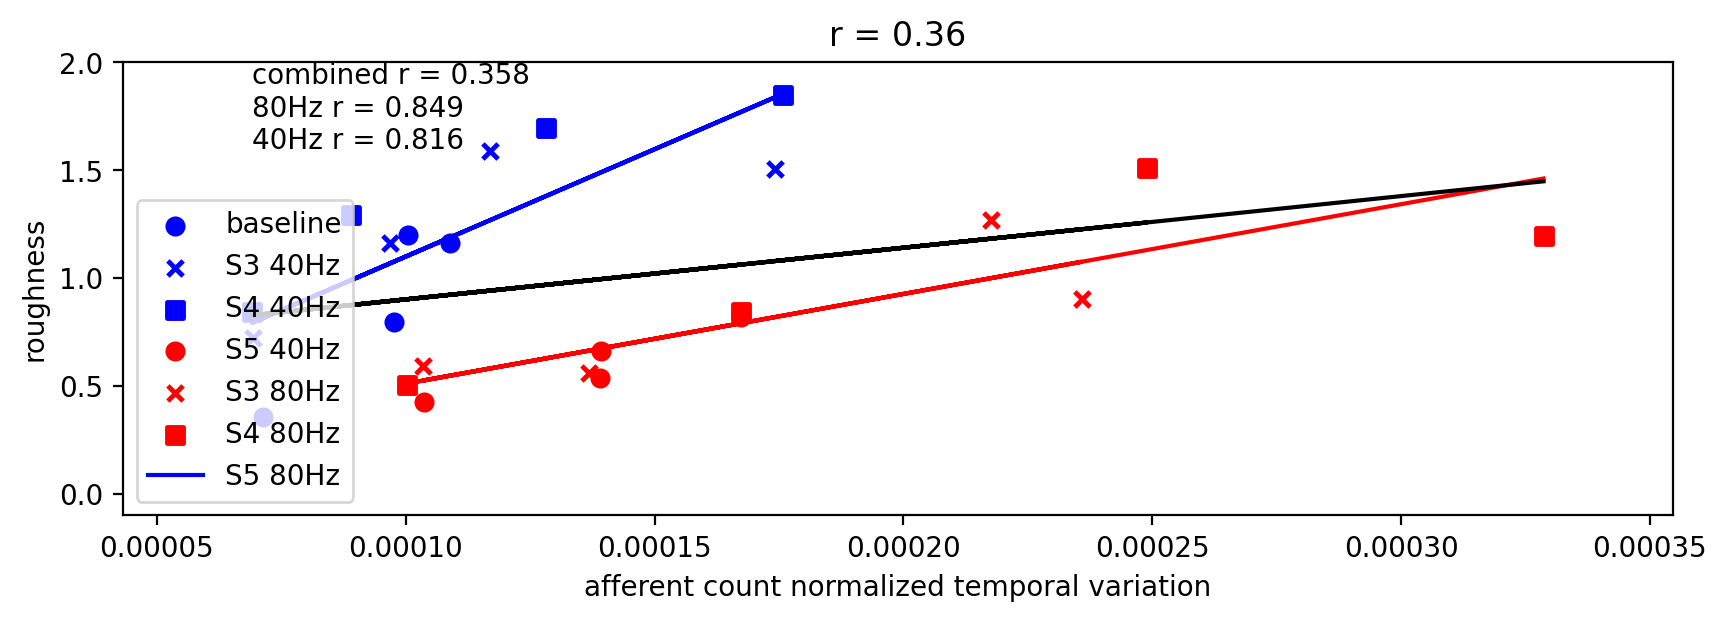 r = 0.36
combined r = 0.358
80Hz r = 0.849
40Hz r = 0.816
2.0
1.5
1.0
0.5
0.0
roughness
baseline
S3 40Hz
S4 40Hz
S5 40Hz
S3 80Hz
S4 80Hz
S5 80Hz
0.00005 0.00010 0.00015 0.00020 0.00025 0.00030 0.00035
afferent count normalized temporal variation